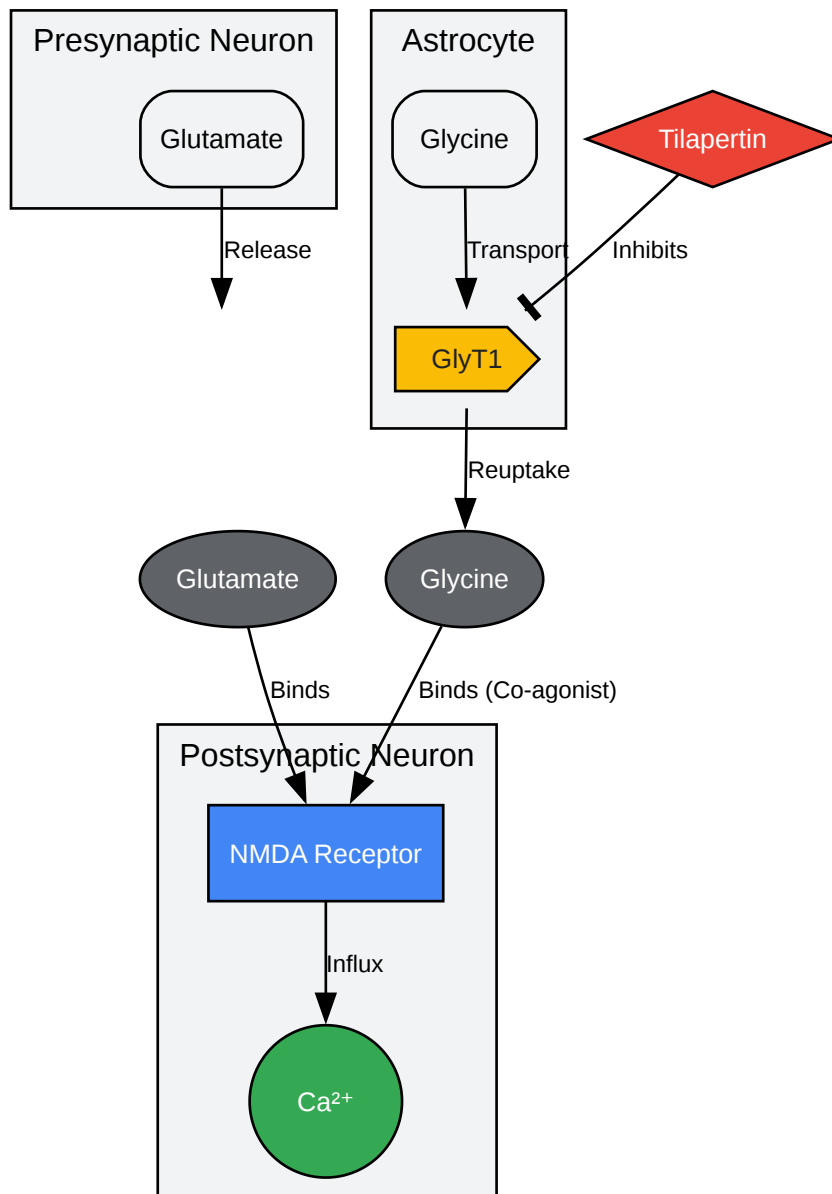 Presynaptic Neuron
Astrocyte
Glutamate
Glycine
Tilapertin
Release
Transport
Inhibits
GlyT1
Reuptake
Glutamate
Glycine
Binds
Binds (Co-agonist)
Postsynaptic Neuron
NMDA Receptor
Influx
Ca²⁺